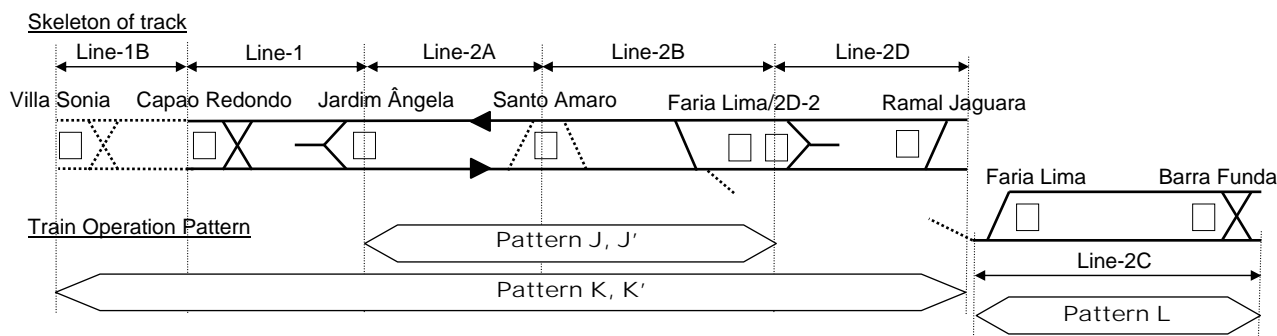 Skeleton of track
Line-1B Line-1 Line-2A Line-2B Line-2D
Villa Sonia Capao Redondo Jardim Ângela Santo Amaro Faria Lima/2D-2 Ramal Jaguara
Faria Lima Barra Funda
Train Operation Pattern
Pattern J, J’
Line-2C
Pattern K, K’
Pattern L